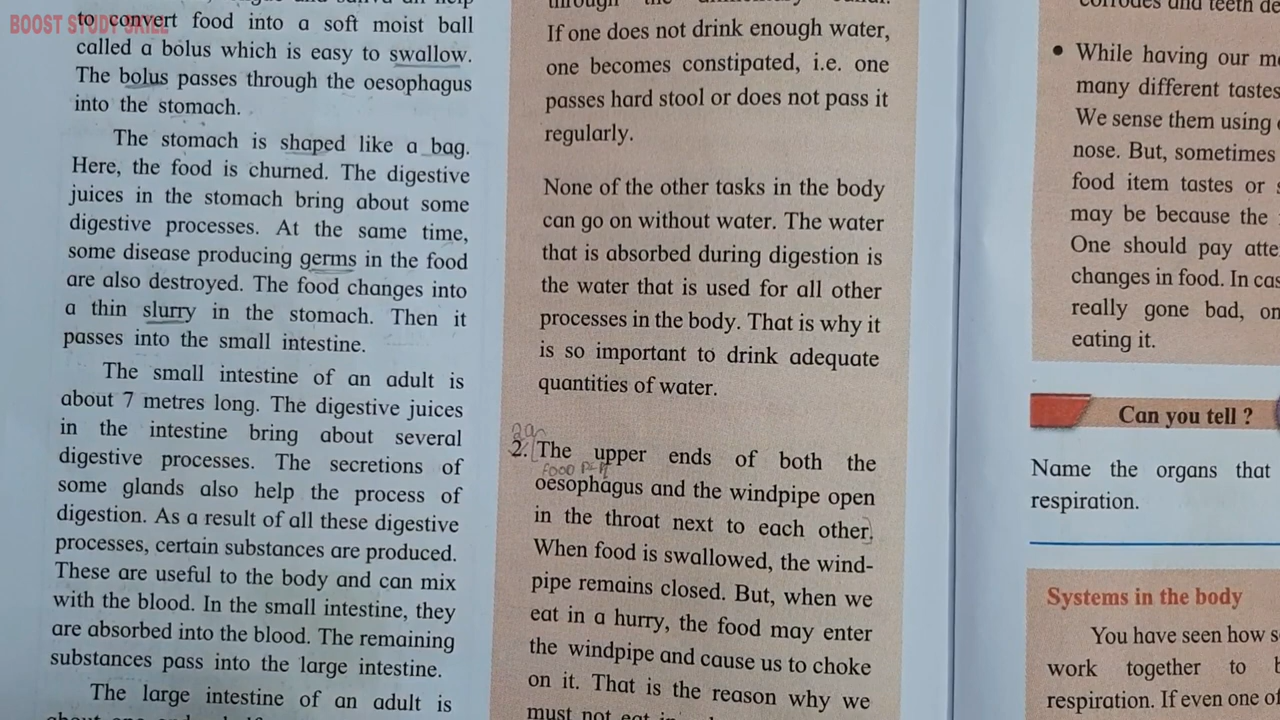 BOOST STUDY SKILL
to convert food into a soft moist ball
called a bolus which is easy to swallow.
The bolus passes through the oesophagus
into the stomach.
The stomach is shaped like a bag.
Here, the food is churned. The digestive
juices in the stomach bring about some
digestive processes. At the same time,
some disease producing germs in the food
are also destroyed. The food changes into
a thin slurry in the stomach. Then it
passes into the small intestine.
The small intestine of an adult is
about 7 metres long. The digestive juices
in the intestine bring about several
digestive processes. The secretions of
some glands also help the process of
digestion. As a result of all these digestive
processes, certain substances are produced.
These are useful to the body and can mix
with the blood. In the small intestine, they
are absorbed into the blood. The remaining
substances pass into the large intestine.
The large intestine of an adult is
through the
If one does not drink enough water,
one becomes constipated, i.e. one
passes hard stool or does not pass it
regularly.
None of the other tasks in the body
can go on without water. The water
that is absorbed during digestion is
the water that is used for all other
processes in the body. That is why it
is so important to drink adequate
quantities of water.
2. The upper ends of both the
oesophagus and the windpipe open
in the throat next to each other.
When food is swallowed, the wind-
pipe remains closed. But, when we
eat in a hurry, the food may enter
the windpipe and cause us to choke
on it. That is the reason why we
must not eat in
corrodes and teeth
• While having our
many different tastes
We sense them using
nose. But, sometimes
food item tastes or
may be because the
One should pay
changes in food. In
really gone bad,
eating it.
Can you tell ?
Name the organs that
respiration.
Systems in the body
You have seen how
work together to
respiration. If even one of